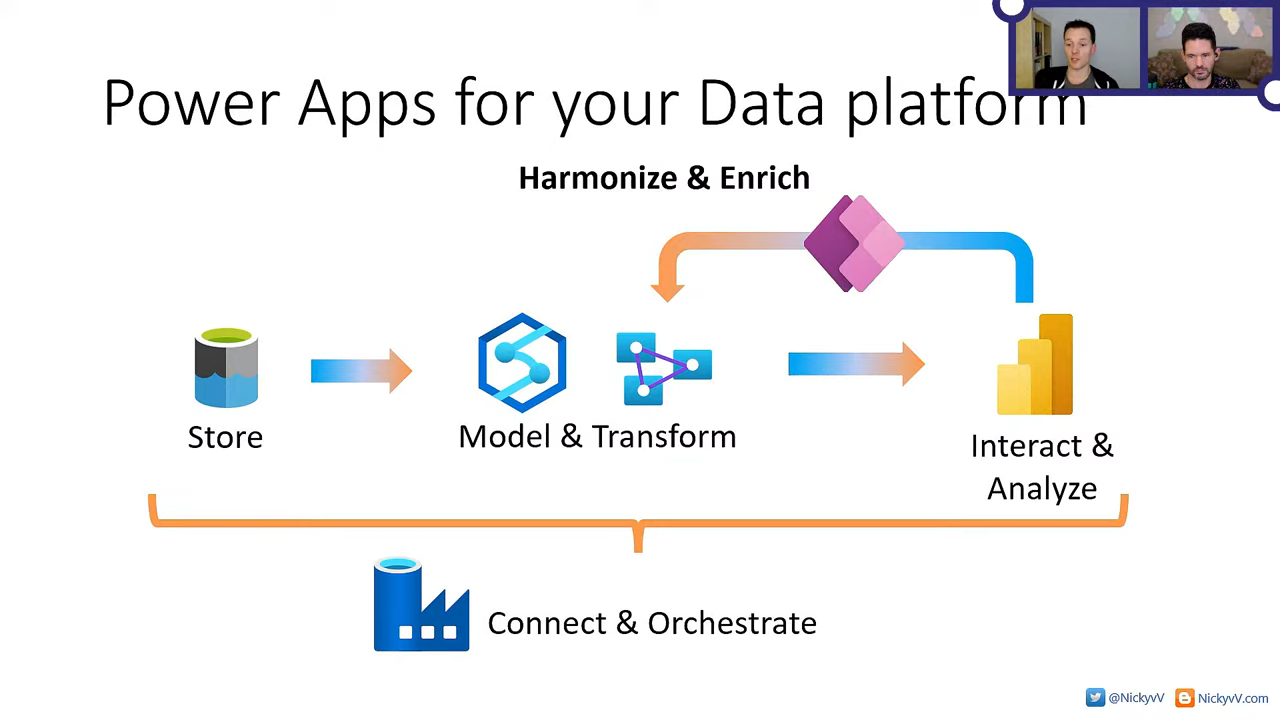 Power Apps for your Data platform
Harmonize & Enrich
Store
Model & Transform
Interact &
Analyze
Connect & Orchestrate
@NickyvV
NickyvV.com